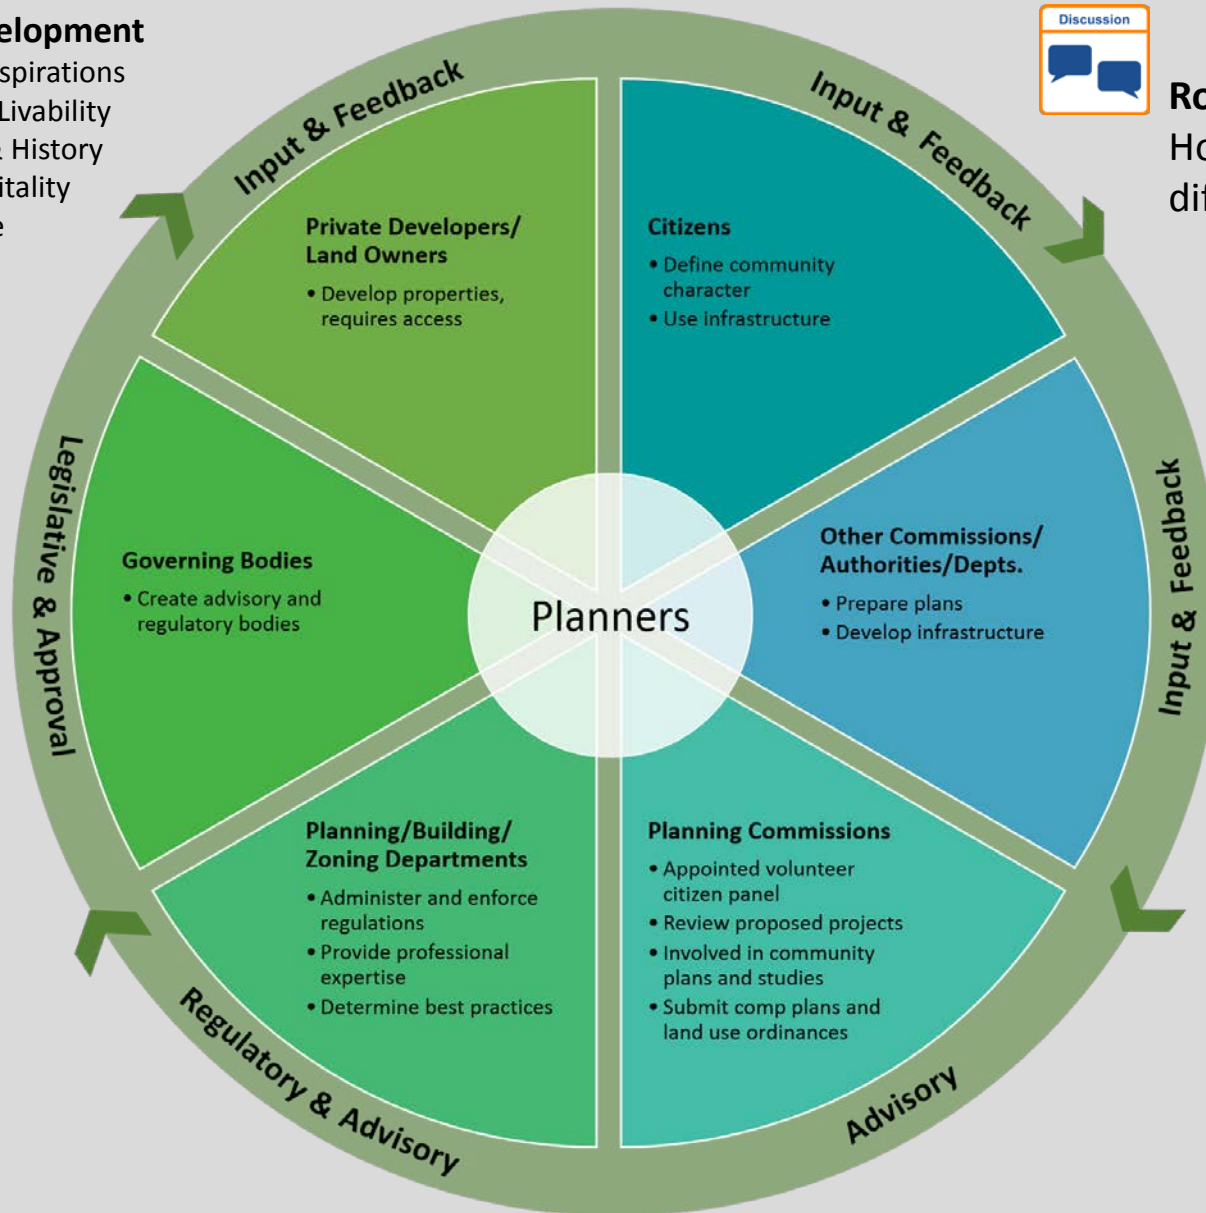 Discussion
spirations
Livability
& History
itality
Input & Feedback
Input & Feedback
Private Developers/
Land Owners
• Develop properties,
requires access
Citizens
• Define community
character
• Use infrastructure
Legislative & Approval
Governing Bodies
• Create advisory and
regulatory bodies
Planners
Other Commissions/
Authorities/Depts.
• Prepare plans
• Develop infrastructure
Input & Feedback
Planning/Building/
Zoning Departments
• Administer and enforce
regulations
• Provide professional
expertise
• Determine best practices
Planning Commissions
• Appointed volunteer
citizen panel
• Review proposed projects
• Involved in community
plans and studies
• Submit comp plans and
land use ordinances
Regulatory & Advisory
Advisory